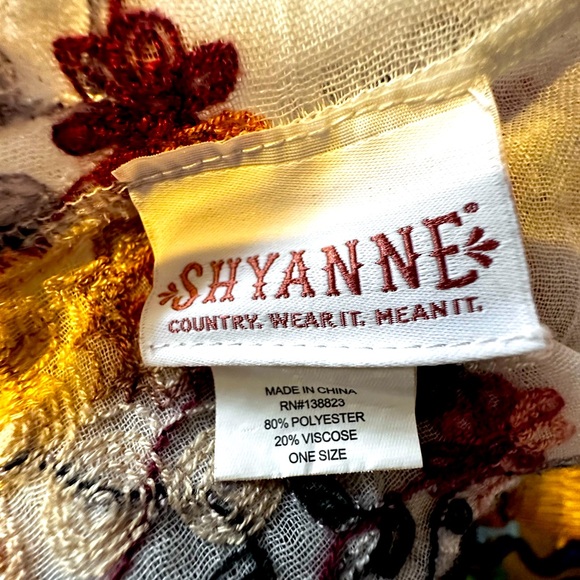 SHYANNE®
COUNTRY. WEAR IT. MEAN IT.
MADE IN CHINA
RN#138823
80% POLYESTER
20% VISCOSE
ONE SIZE